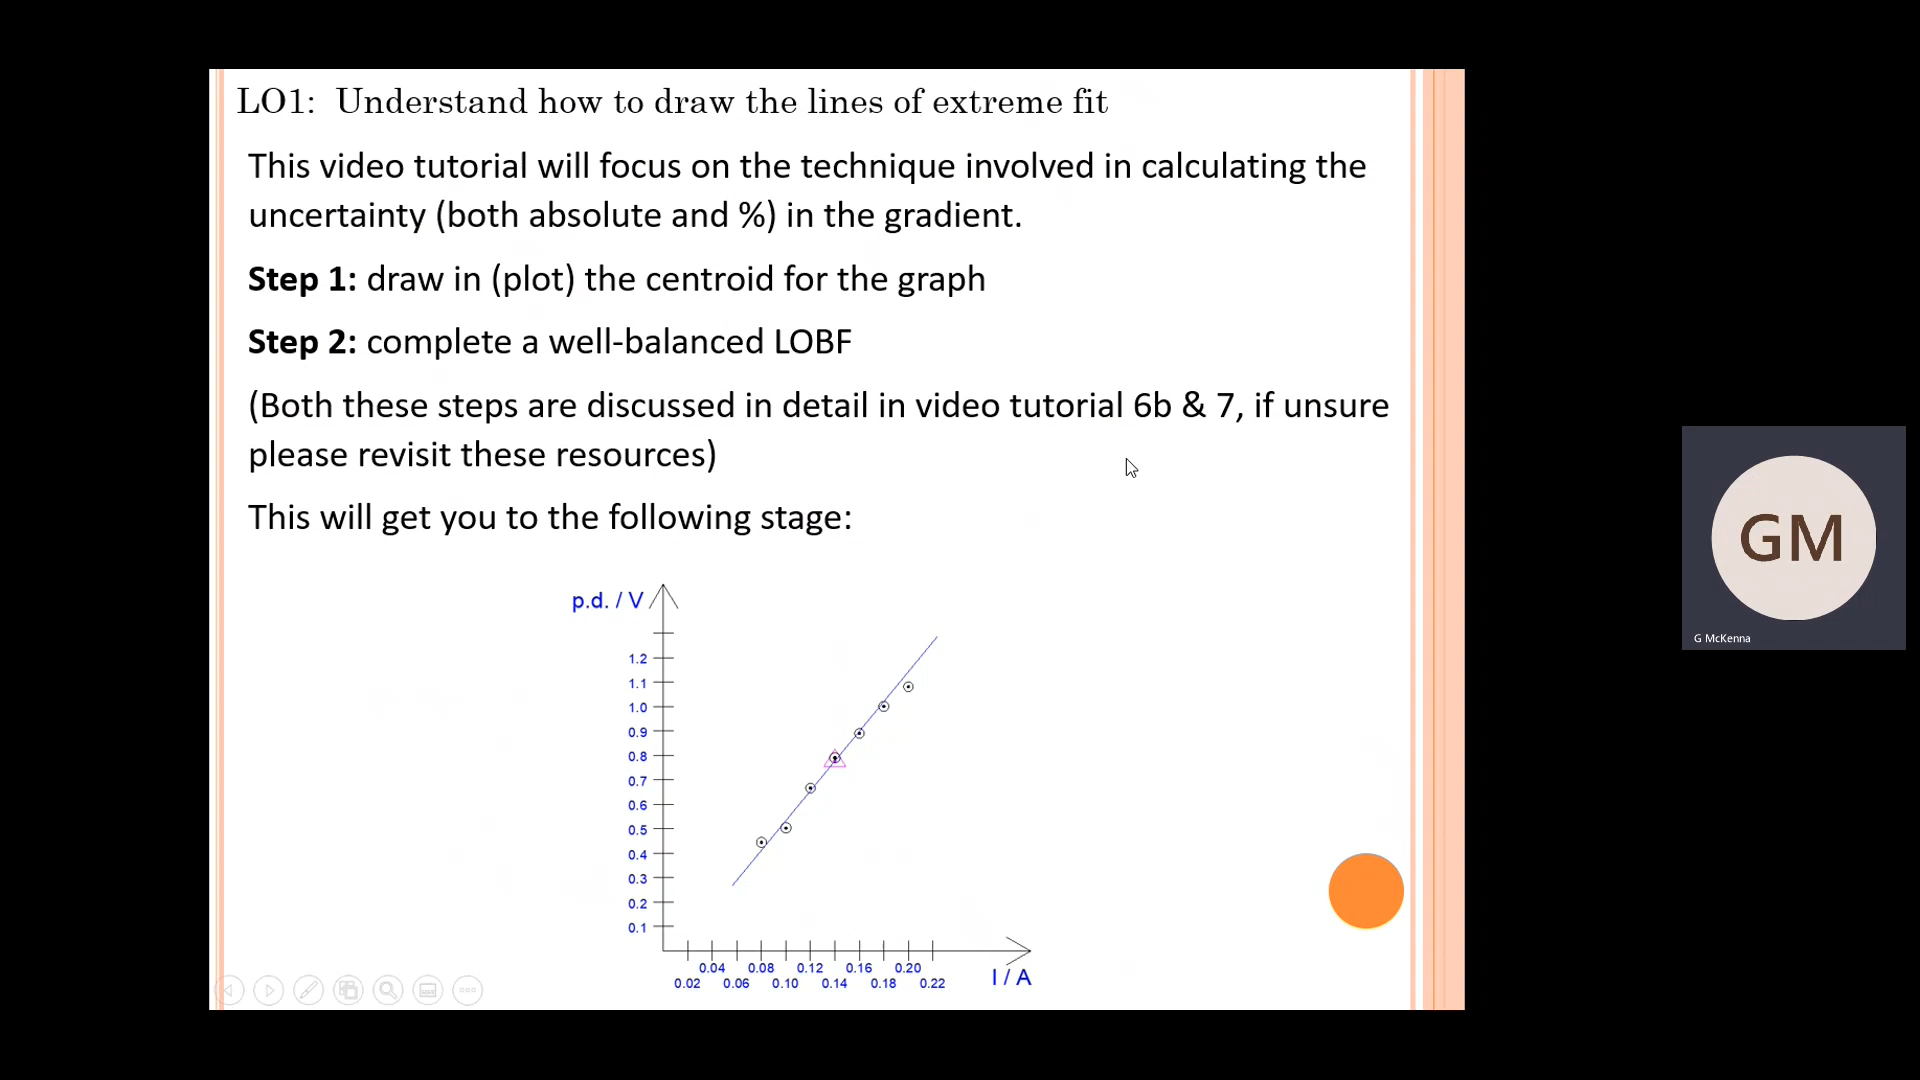 LO1: Understand how to draw the lines of extreme fit
This video tutorial will focus on the technique involved in calculating the
uncertainty (both absolute and %) in the gradient.
Step 1: draw in (plot) the centroid for the graph
Step 2: complete a well-balanced LOBF
(Both these steps are discussed in detail in video tutorial 6b & 7, if unsure
please revisit these resources)
This will get you to the following stage:
p.d. / V
1.2
1.1
1.0
0.9
0.8
0.7
0.6
0.5
0.4
0.3
0.2
0.1
0.04 0.08 0.12 0.16 0.20
0.02 0.06 0.10 0.14 0.18 0.22
I / A
GM
G McKenna